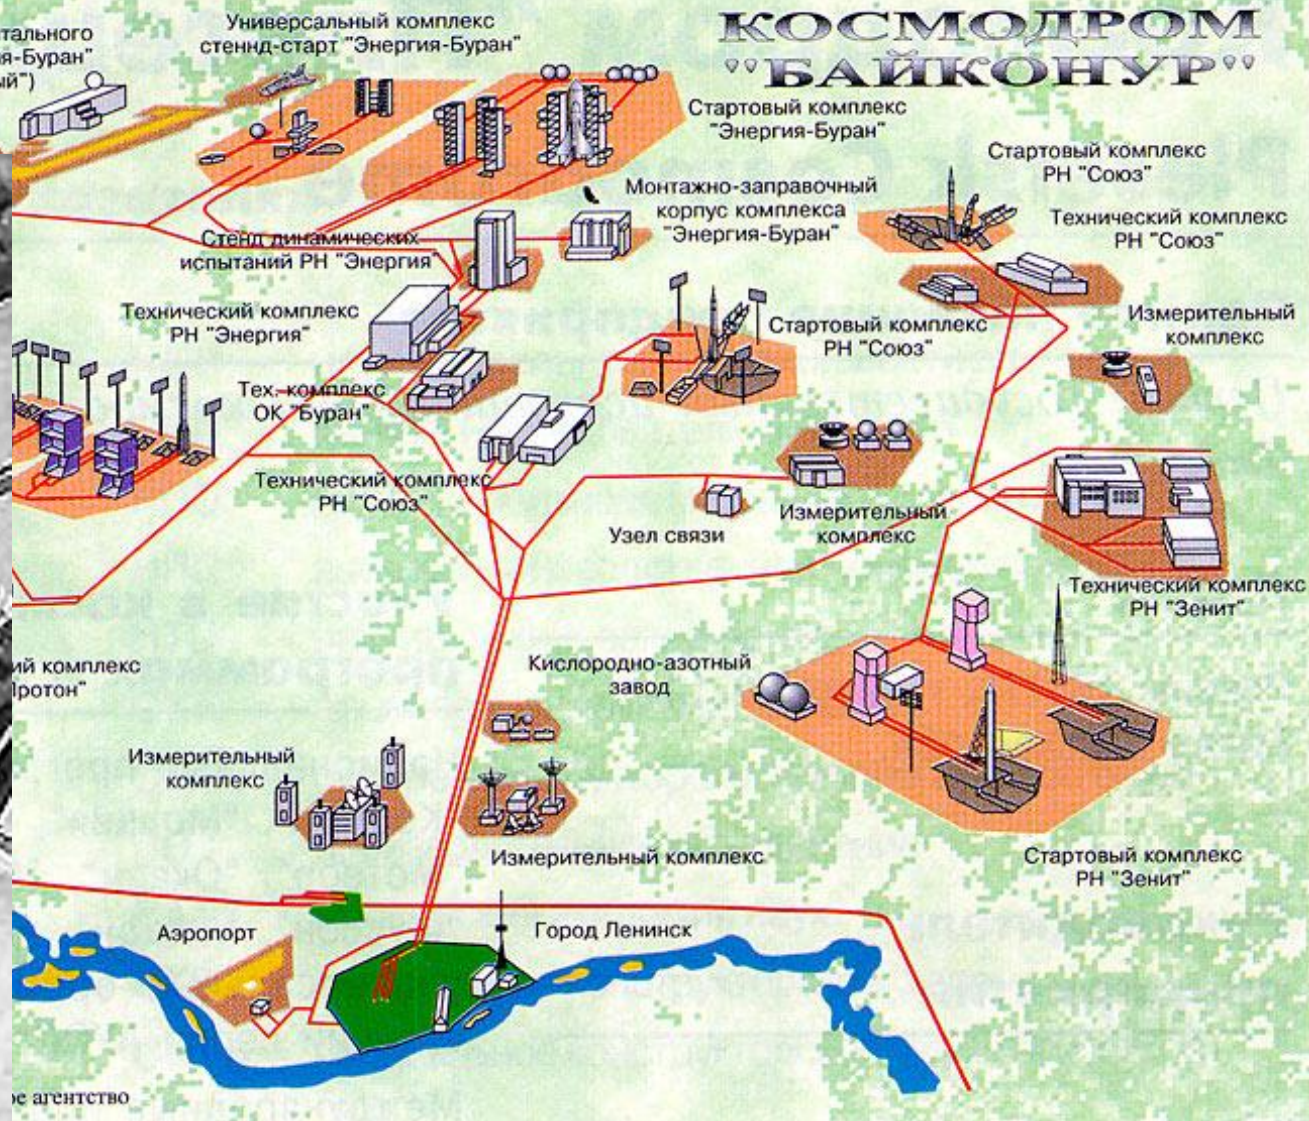 КОСМОДРОМ
"БАЙКОНУР"
тального
я-Буран"
ый")
Универсальный комплекс
стеннд-старт "Энергия-Буран"
Стартовый комплекс
"Энергия-Буран"
Стартовый комплекс
РН "Союз"
Монтажно-заправочный
корпус комплекса
"Энергия-Буран"
Технический комплекс
РН "Союз"
Стенд динамических
испытаний РН "Энергия"
Технический комплекс
РН "Энергия"
Стартовый комплекс
РН "Союз"
Измерительный
комплекс
Тех. комплекс
ОК "Буран"
Технический комплекс
РН "Союз"
Узел связи
Измерительный
комплекс
Технический комплекс
РН "Зенит"
ий комплекс
Протон"
Кислородно-азотный
завод
Измерительный
комплекс
Измерительный комплекс
Стартовый комплекс
РН "Зенит"
Аэропорт
Город Ленинск
ое агентство